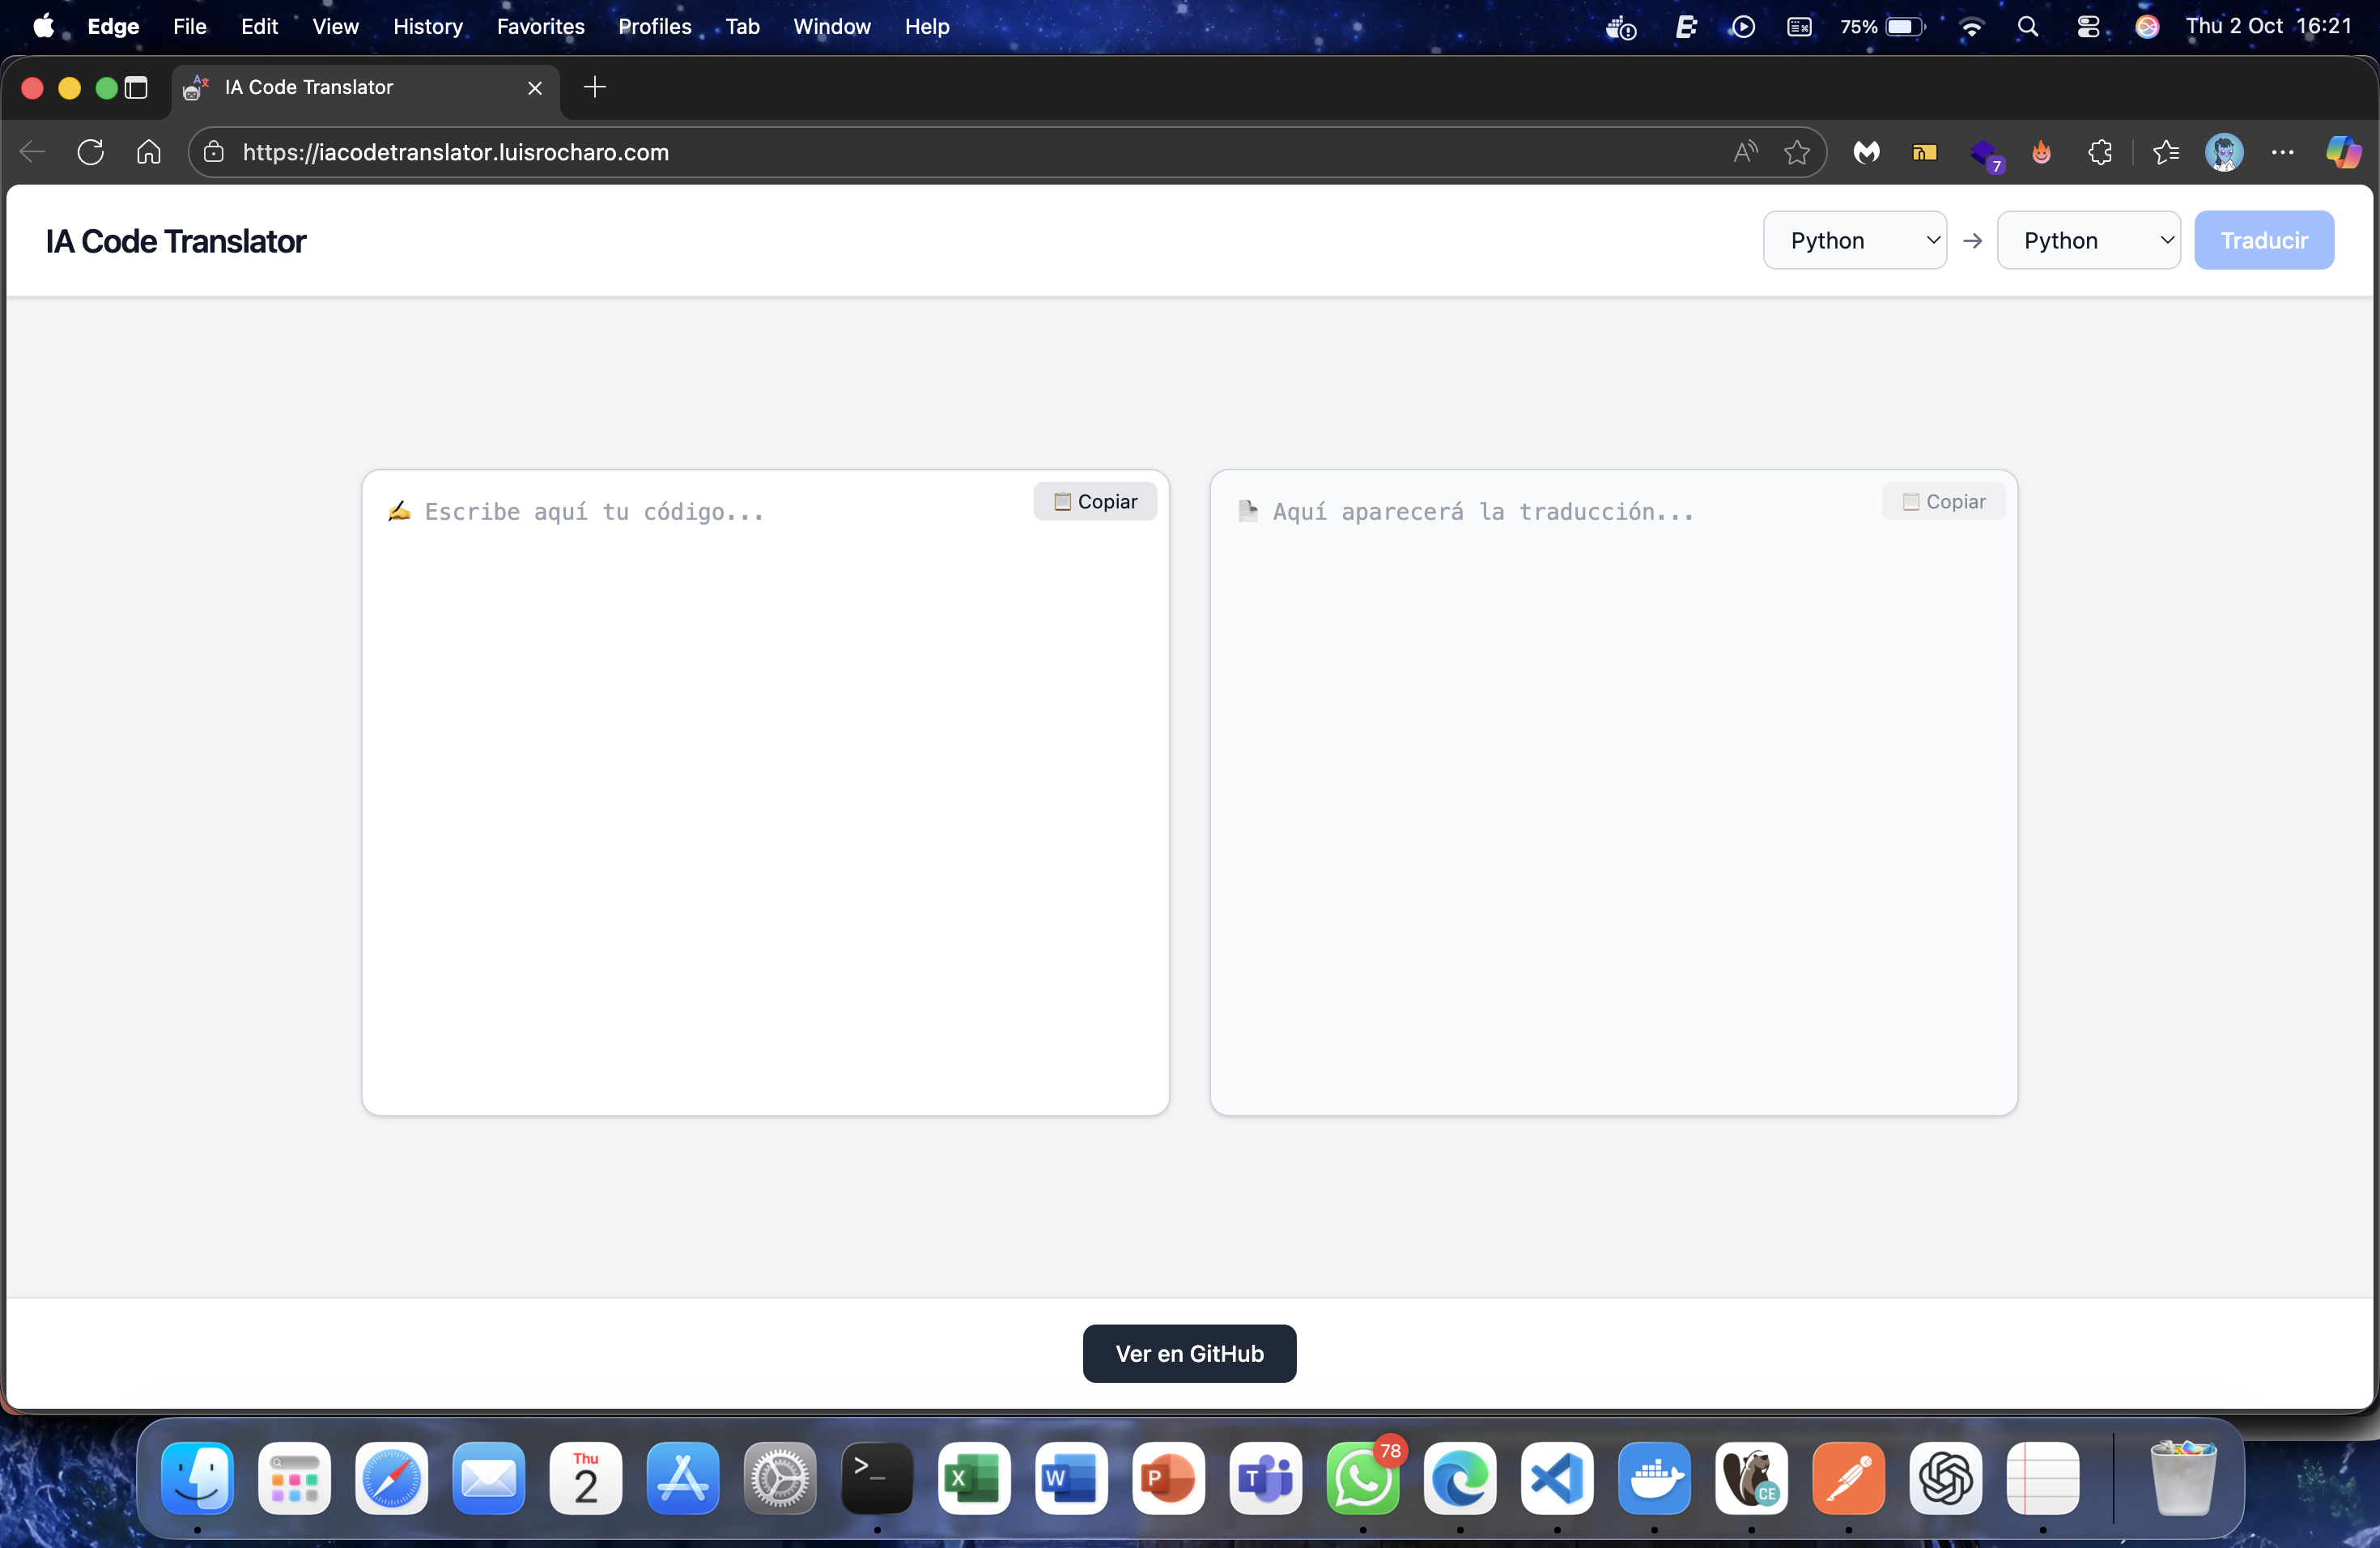 Edge File Edit View History Favorites Profiles Tab Window Help 75% Thu 2 Oct 16:21
IA Code Translator
https://iacodetranslator.luisrocharo.com 7
IA Code Translator Python → Python Traducir
Escribe aquí tu código... Copiar
Aquí aparecerá la traducción... Copiar
Ver en GitHub
Thu
2
>_
X
W
P
T
78
CE